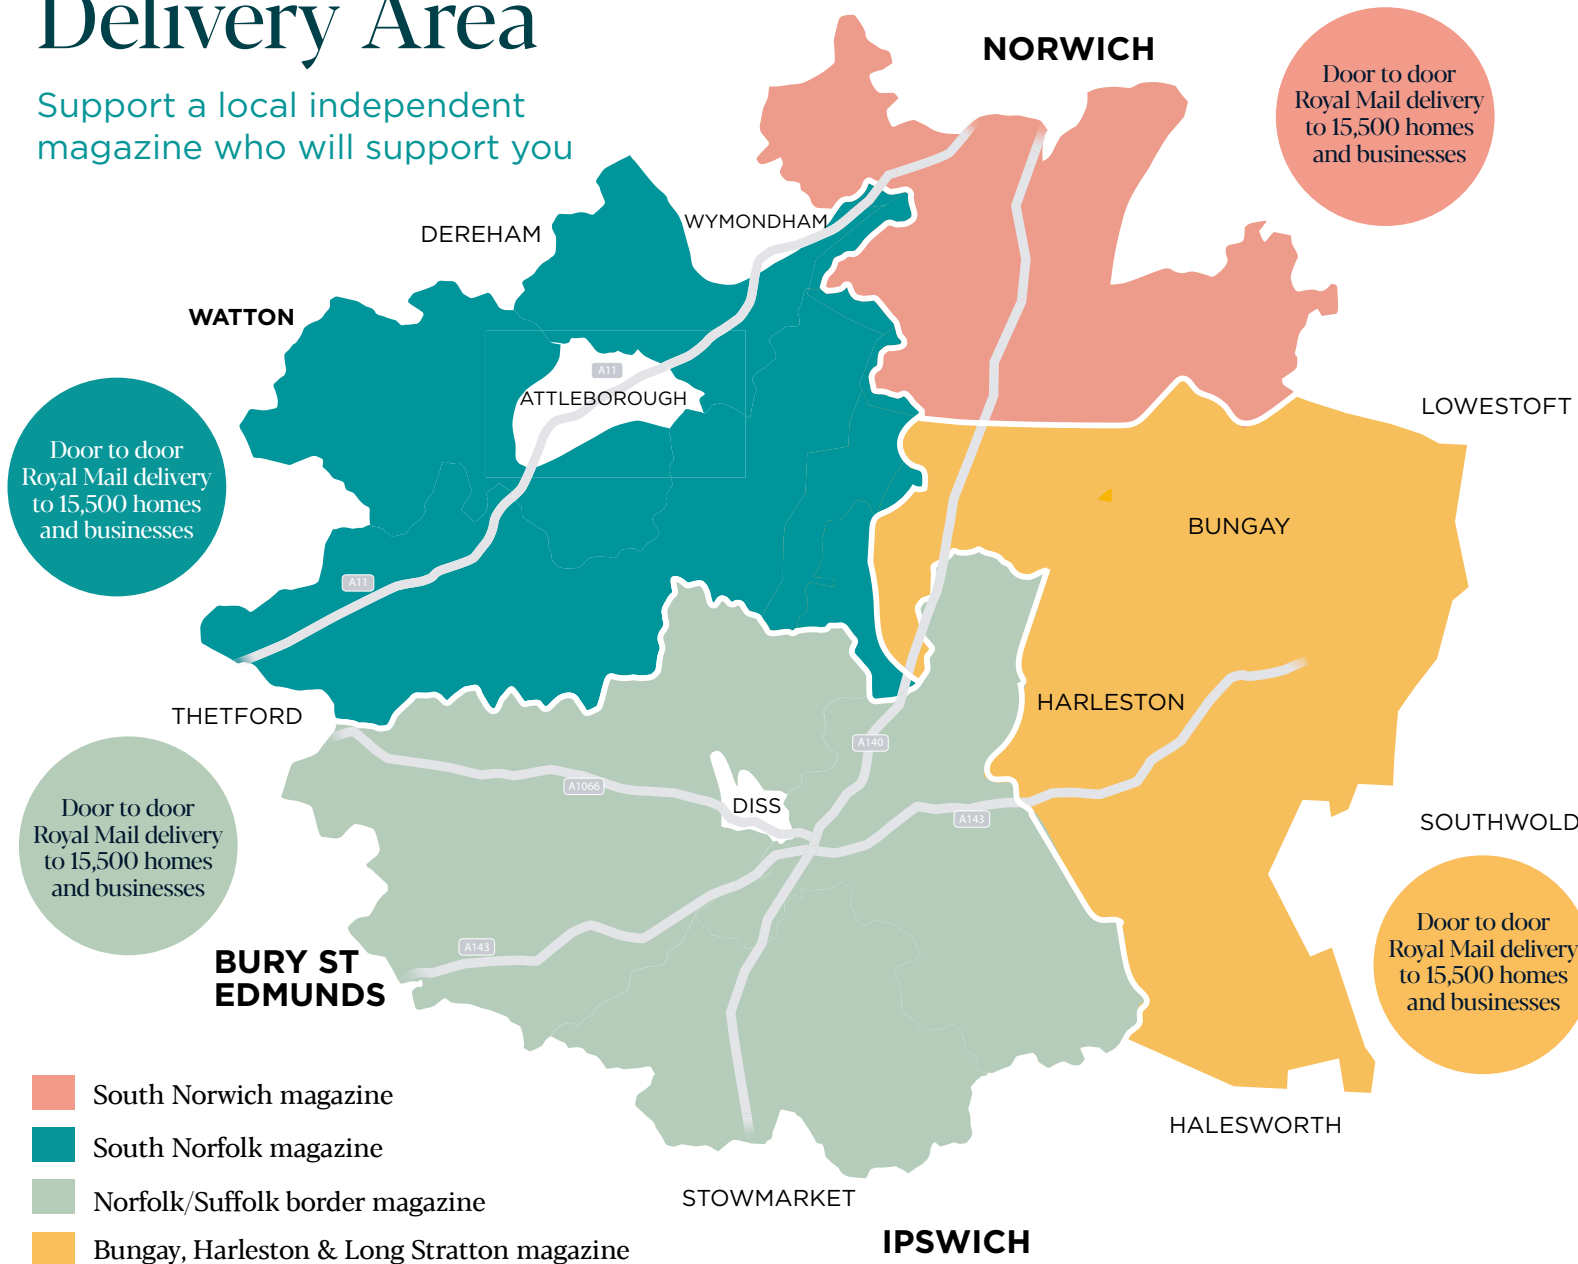 Delivery Area
Support a local independent
magazine who will support you
NORWICH
Door to door
Royal Mail delivery
to 15,500 homes
and businesses
DEREHAM
WYMONDHAM
WATTON
A11
ATTLEBOROUGH
LOWESTOFT
Door to door
Royal Mail delivery
to 15,500 homes
and businesses
BUNGAY
A11
THETFORD
HARLESTON
A140
A1066
DISS
A143
SOUTHWOLD
Door to door
Royal Mail delivery
to 15,500 homes
and businesses
Door to door
Royal Mail delivery
to 15,500 homes
and businesses
A143
BURY ST
EDMUNDS
South Norwich magazine
South Norfolk magazine
Norfolk/Suffolk border magazine
Bungay, Harleston & Long Stratton magazine
HALESWORTH
STOWMARKET
IPSWICH